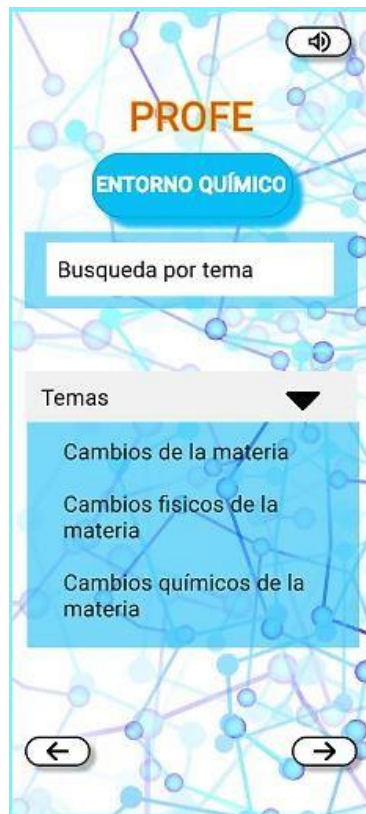 PROFE
ENTORNO QUÍMICO
Busqueda por tema
Temas
Cambios de la materia
Cambios fisicos de la
materia
Cambios químicos de la
materia